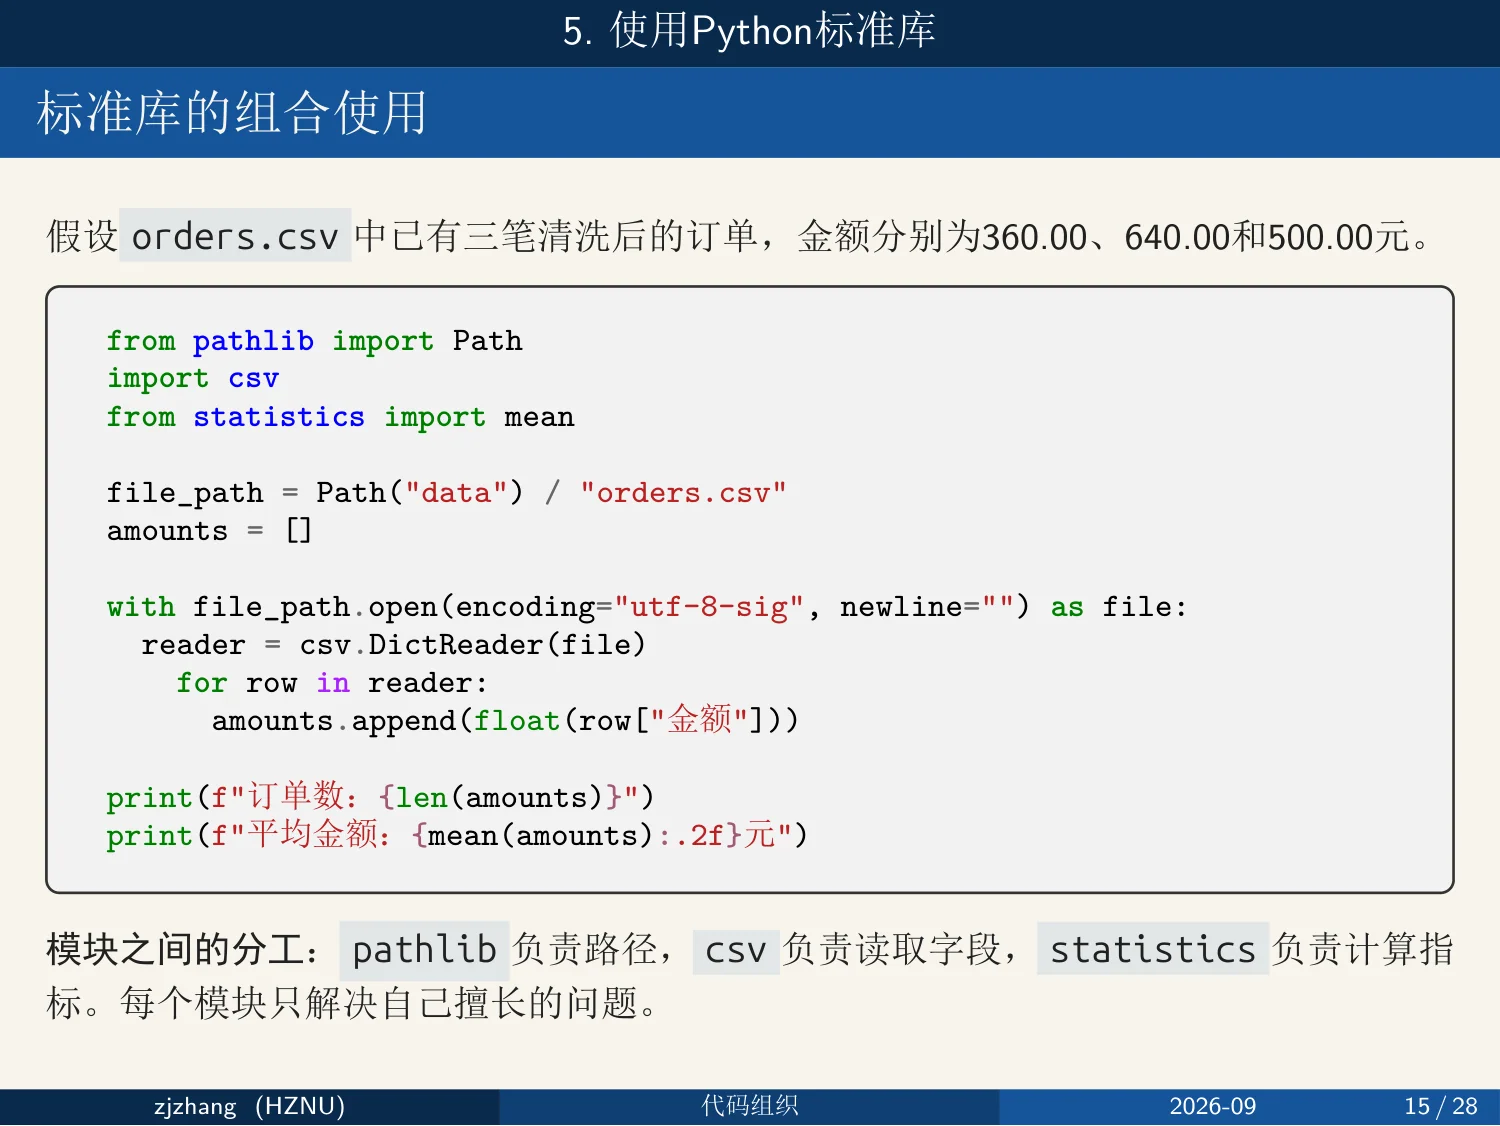 5. 使用Python标准库
标准库的组合使用
假设 orders.csv 中已有三笔清洗后的订单，金额分别为360.00、640.00和500.00元。
from pathlib import Path
import csv
from statistics import mean
file_path = Path("data") / "orders.csv"
amounts = []
with file_path.open(encoding="utf-8-sig", newline="") as file:
  reader = csv.DictReader(file)
    for row in reader:
      amounts.append(float(row["金额"]))
print(f"订单数：{len(amounts)}")
print(f"平均金额：{mean(amounts):.2f}元")
模块之间的分工：pathlib 负责路径，csv 负责读取字段，statistics 负责计算指
标。每个模块只解决自己擅长的问题。
zjzhang (HZNU) 代码组织 2026-09 15 / 28